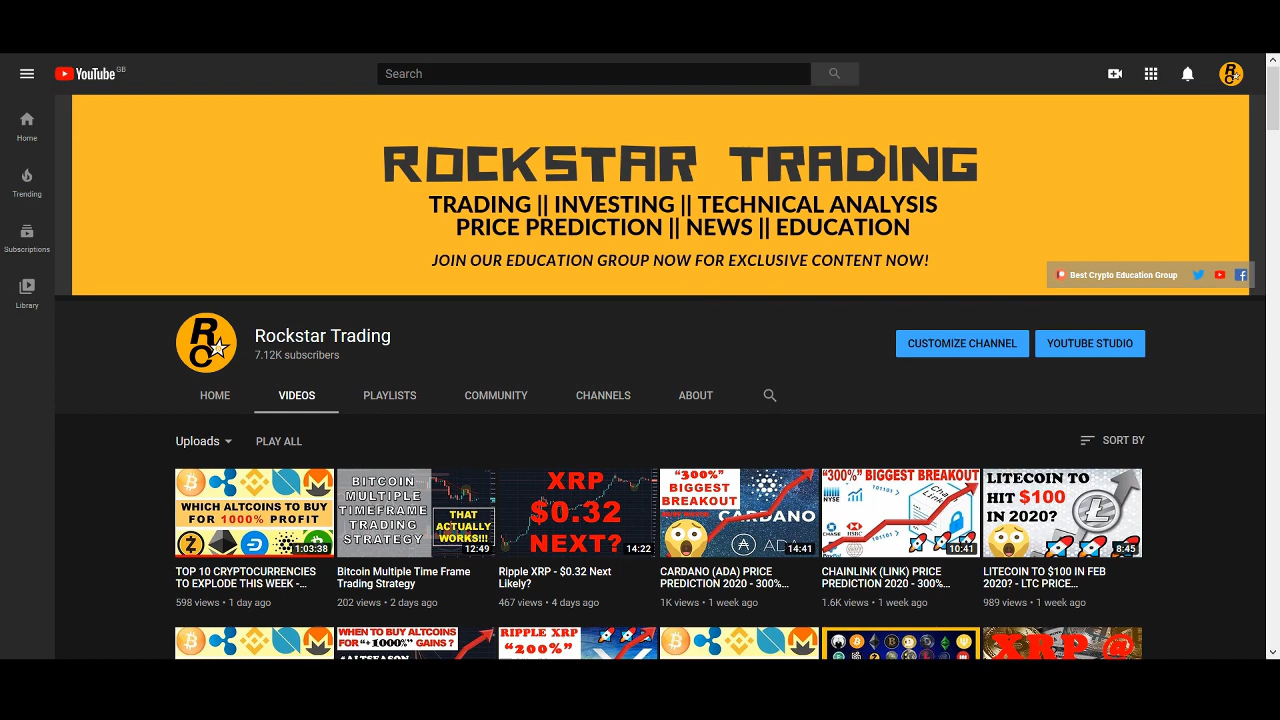 YouTube GB
Search
Home
Trending
Subscriptions
Library
ROCKSTAR TRADING
TRADING || INVESTING || TECHNICAL ANALYSIS
PRICE PREDICTION || NEWS || EDUCATION
JOIN OUR EDUCATION GROUP NOW FOR EXCLUSIVE CONTENT NOW!
Best Crypto Education Group
Rockstar Trading
7.12K subscribers
CUSTOMIZE CHANNEL
YOUTUBE STUDIO
HOME
VIDEOS
PLAYLISTS
COMMUNITY
CHANNELS
ABOUT
Uploads
PLAY ALL
SORT BY
WHICH ALTCOINS TO BUY
FOR 1000% PROFIT
1:03:38
TOP 10 CRYPTOCURRENCIES
TO EXPLODE THIS WEEK -...
598 views • 1 day ago
BITCOIN
MULTIPLE
TIMEFRAME
TRADING
STRATEGY
THAT
ACTUALLY
WORKS!!!
12:49
Bitcoin Multiple Time Frame
Trading Strategy
202 views • 2 days ago
XRP
$0.32
NEXT?
14:22
Ripple XRP - $0.32 Next
Likely?
467 views • 4 days ago
"300%"
BIGGEST
BREAKOUT
CARDANO
ADA
14:41
CARDANO (ADA) PRICE
PREDICTION 2020 - 300%...
1K views • 1 week ago
"300%" BIGGEST BREAKOUT
NYSE
HSBC
10:41
CHAINLINK (LINK) PRICE
PREDICTION 2020 - 300%...
1.6K views • 1 week ago
LITECOIN TO
HIT $100
IN 2020?
8:45
LITECOIN TO $100 IN FEB
2020? - LTC PRICE...
989 views • 1 week ago
WHEN TO BUY ALTCOINS
FOR "+1000%" GAINS ?
RIPPLE XRP
"200%"
XRP @